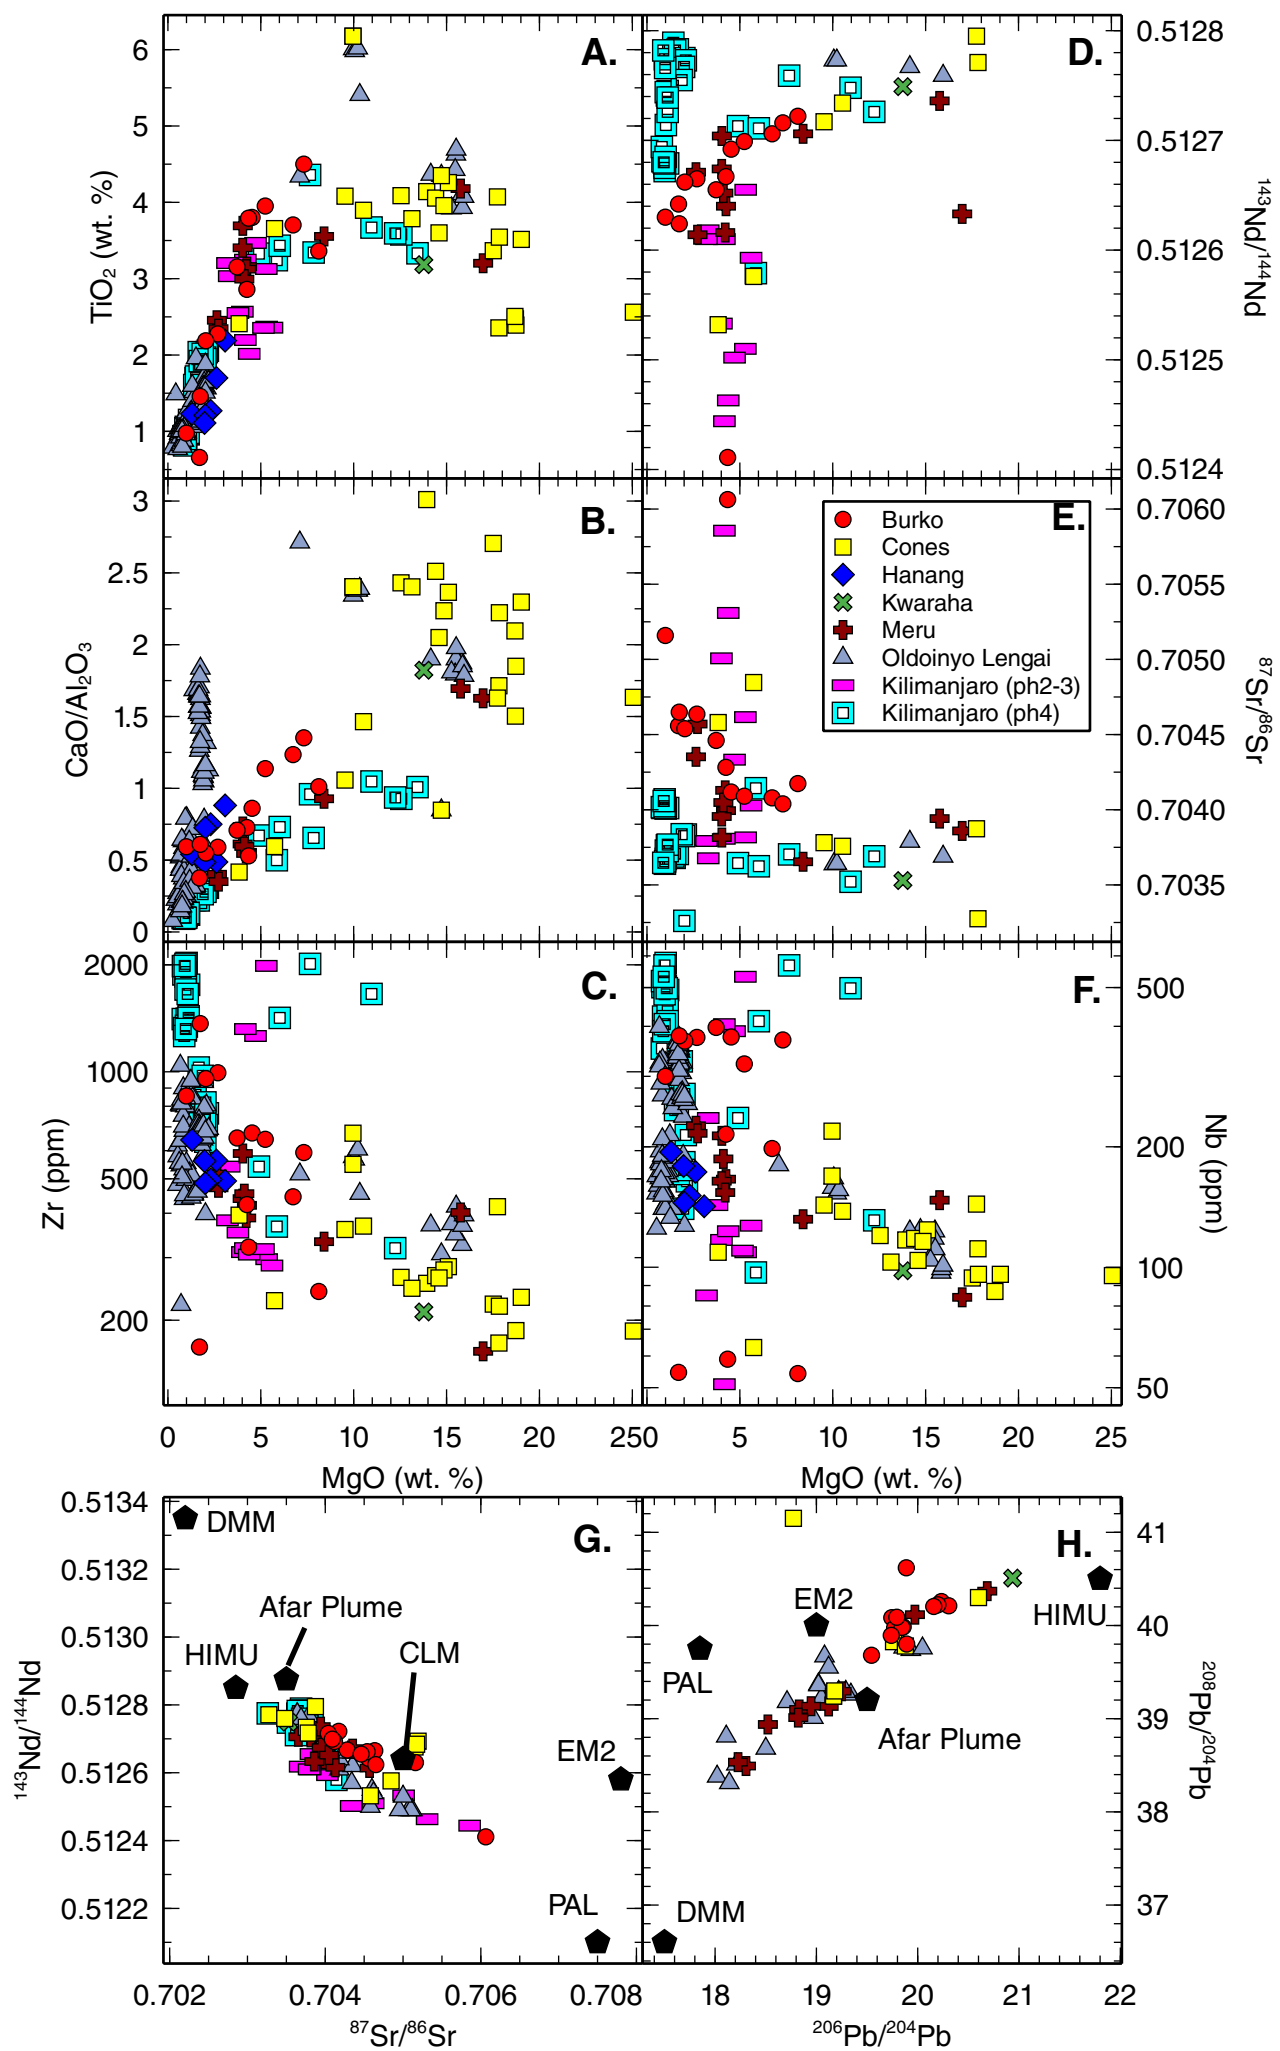 A.
6
5
4
3
2
1
TiO2 (wt. %)
D.
0.5128
0.5127
0.5126
0.5125
0.5124
143Nd/144Nd
B.
3
2.5
2
1.5
1
0.5
0
CaO/Al2O3
E.
Burko
Cones
Hanang
Kwaraha
Meru
Oldoinyo Lengai
Kilimanjaro (ph2-3)
Kilimanjaro (ph4)
0.7060
0.7055
0.7050
0.7045
0.7040
0.7035
87Sr/86Sr
C.
2000
1000
500
200
Zr (ppm)
F.
500
200
100
50
Nb (ppm)
0 5 10 15 20 250 5 10 15 20 25
MgO (wt. %) MgO (wt. %)
G.
0.5134
0.5132
0.5130
0.5128
0.5126
0.5124
0.5122
143Nd/144Nd
DMM
Afar Plume
HIMU
CLM
EM2
PAL
0.702 0.704 0.706 0.708
87Sr/86Sr
H.
41
40
39
38
37
208Pb/204Pb
EM2
HIMU
PAL
Afar Plume
DMM
18 19 20 21 22
206Pb/204Pb